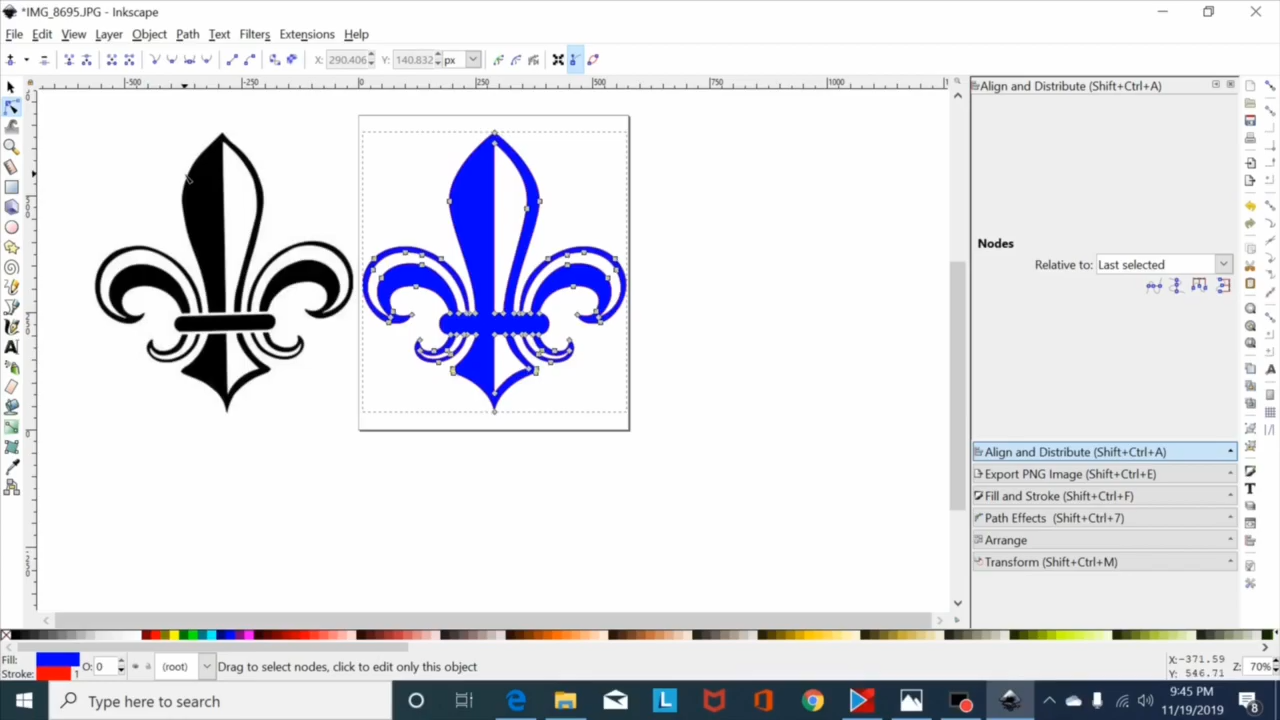 *IMG_8695.JPG - Inkscape
File Edit View Layer Object Path Text Filters Extensions Help
X: 290.406 Y: 140.832 px
-500 -250 0 250 500 750 1000
Align and Distribute (Shift+Ctrl+A)
Nodes
Relative to: Last selected
Align and Distribute (Shift+Ctrl+A)
Export PNG Image (Shift+Ctrl+E)
Fill and Stroke (Shift+Ctrl+F)
Path Effects (Shift+Ctrl+7)
Arrange
Transform (Shift+Ctrl+M)
Fill: O: 0 (root) Drag to select nodes, click to edit only this object X: -371.59 Z: 70%
Stroke: 1 Y: 546.71
Type here to search
9:45 PM
11/19/2019
8